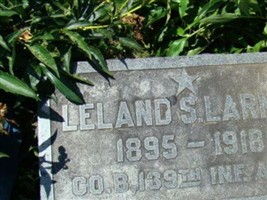 LELAND S. LAR
1895 – 1918
CO. B. 139TH INF. A